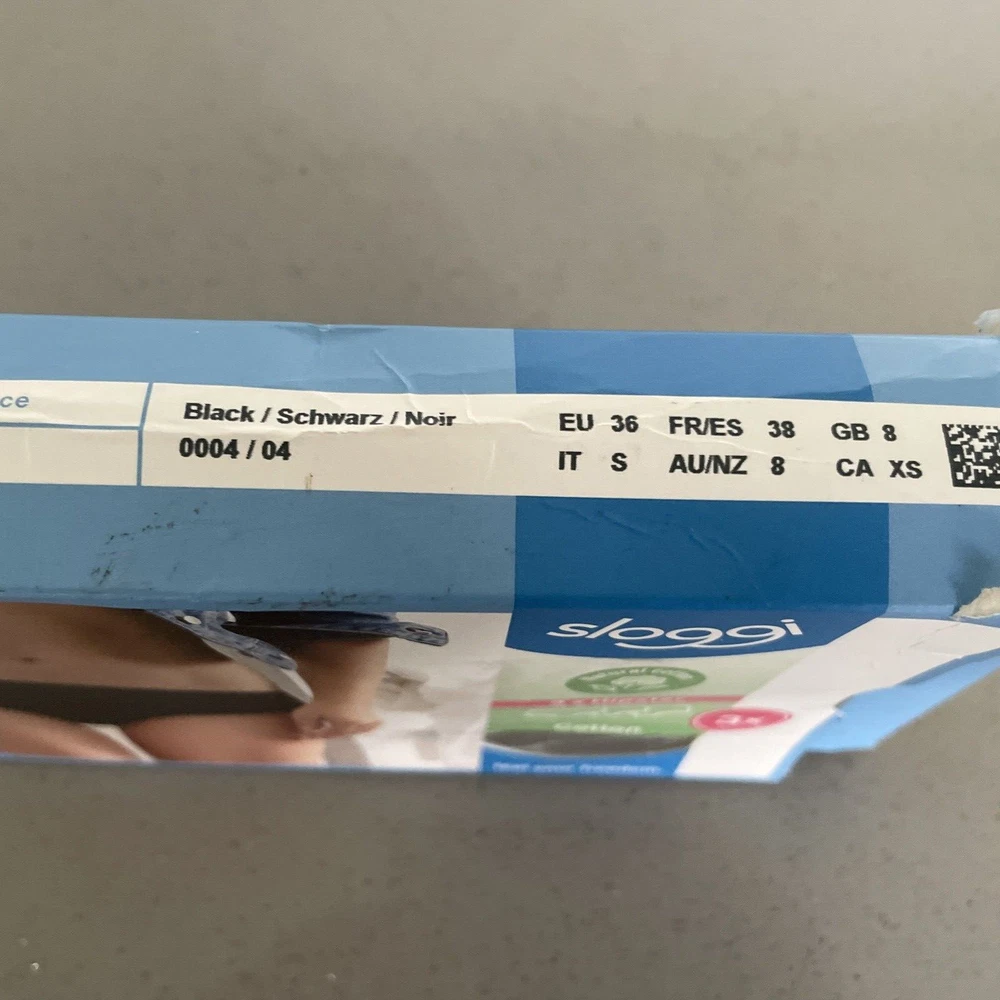 ce
Black / Schwarz / Noir
0004 / 04
EU 36 FR/ES 38 GB 8
IT S AU/NZ 8 CA XS
sloggi
Cotton
3x